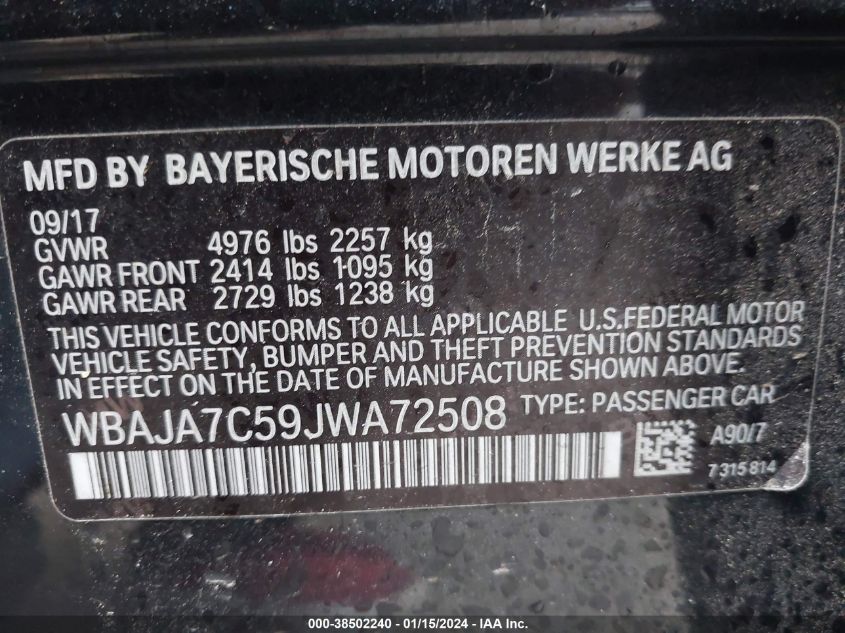 MFD BY BAYERISCHE MOTOREN WERKE AG
09/17
GVWR 4976 lbs 2257 kg
GAWR FRONT 2414 lbs 1095 kg
GAWR REAR 2729 lbs 1238 kg
THIS VEHICLE CONFORMS TO ALL APPLICABLE U.S.FEDERAL MOTOR
VEHICLE SAFETY, BUMPER AND THEFT PREVENTION STANDARDS
IN EFFECT ON THE DATE OF MANUFACTURE SHOWN ABOVE.
WBAJA7C59JWA72508 TYPE: PASSENGER CAR
A90/7
7315814
000-38502240 - 01/15/2024 - IAAI.com